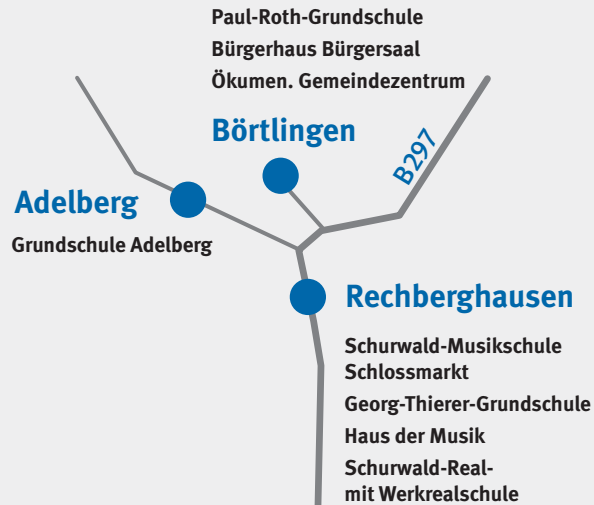 Paul-Roth-Grundschule
Bürgerhaus Bürgersaal
Ökumen. Gemeindezentrum
Börtlingen
B297
Adelberg
Grundschule Adelberg
Rechberghausen
Schurwald-Musikschule
Schlossmarkt
Georg-Thierer-Grundschule
Haus der Musik
Schurwald-Real-
mit Werkrealschule